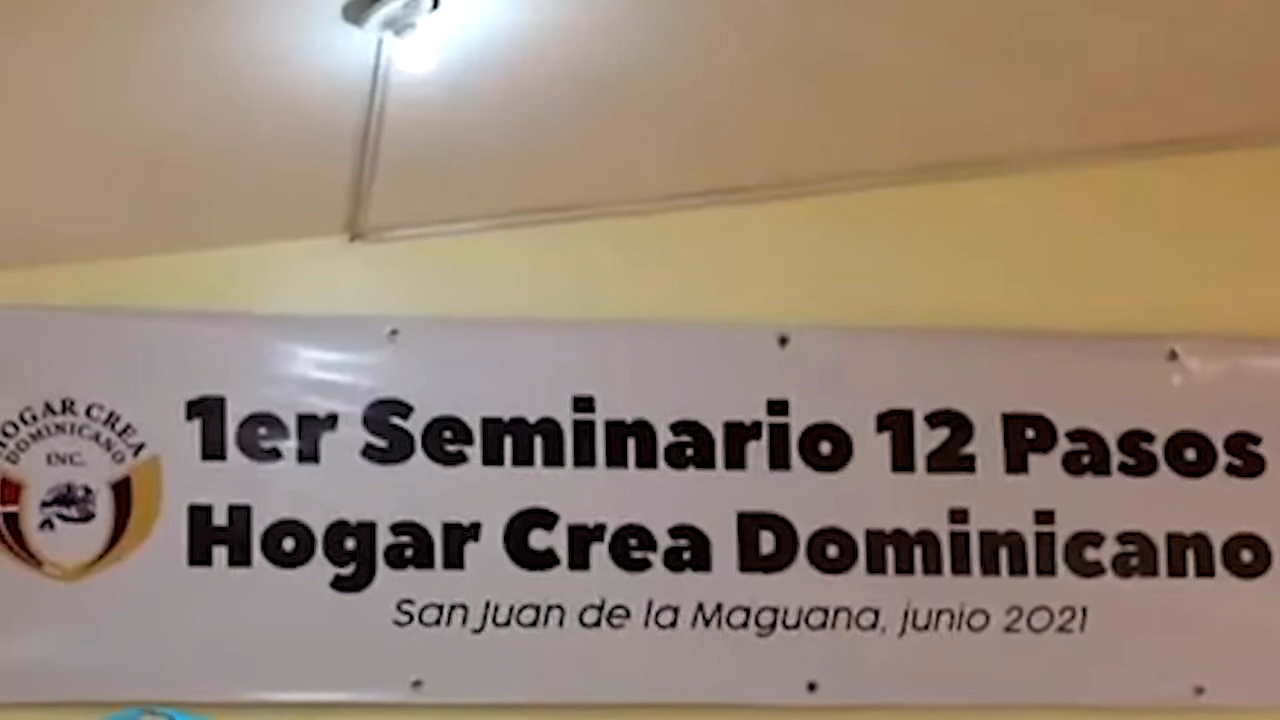 HOGAR CREA
DOMINICANO
INC.
1er Seminario 12 Pasos
Hogar Crea Dominicano
San Juan de la Maguana, junio 2021